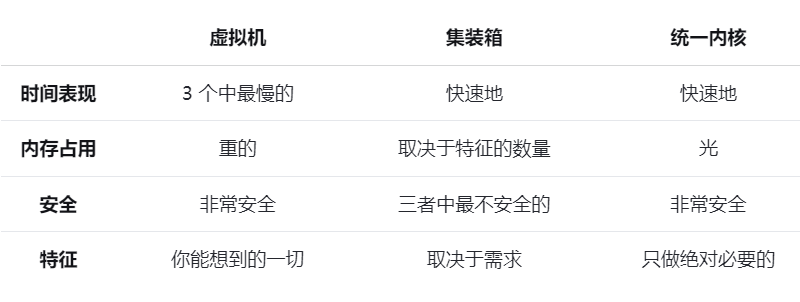 虚拟机 集装箱 统一内核
时间表现 3 个中最慢的 快速地 快速地
内存占用 重的 取决于特征的数量 光
安全 非常安全 三者中最不安全的 非常安全
特征 你能想到的一切 取决于需求 只做绝对必要的